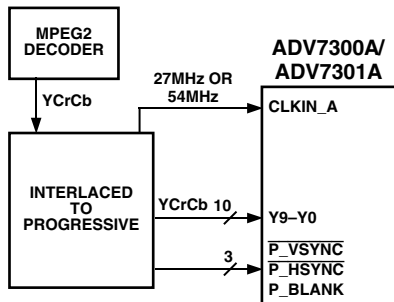 MPEG2
DECODER
YCrCb
ADV7300A/
ADV7301A
27MHz OR
54MHz
CLKIN_A
INTERLACED
TO
PROGRESSIVE
YCrCb 10
Y9–Y0
3
P_VSYNC
P_HSYNC
P_BLANK